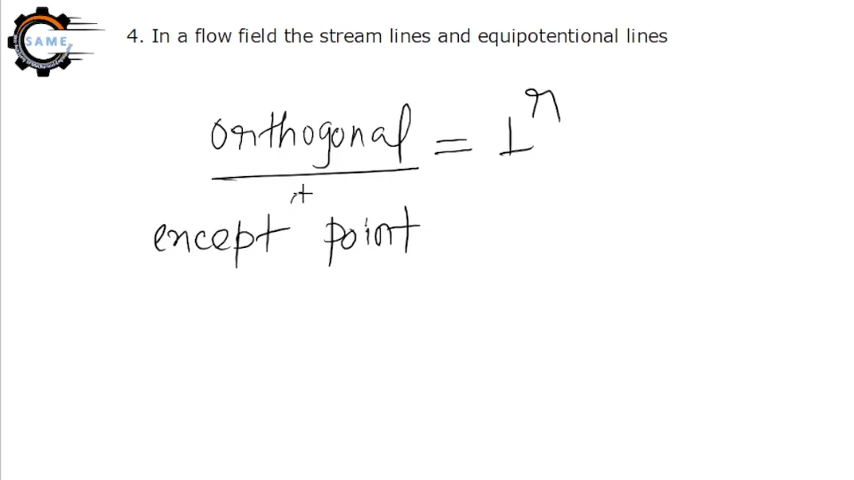 SAME
4. In a flow field the stream lines and equipotentional lines
orthogonal = ⊥r
except point